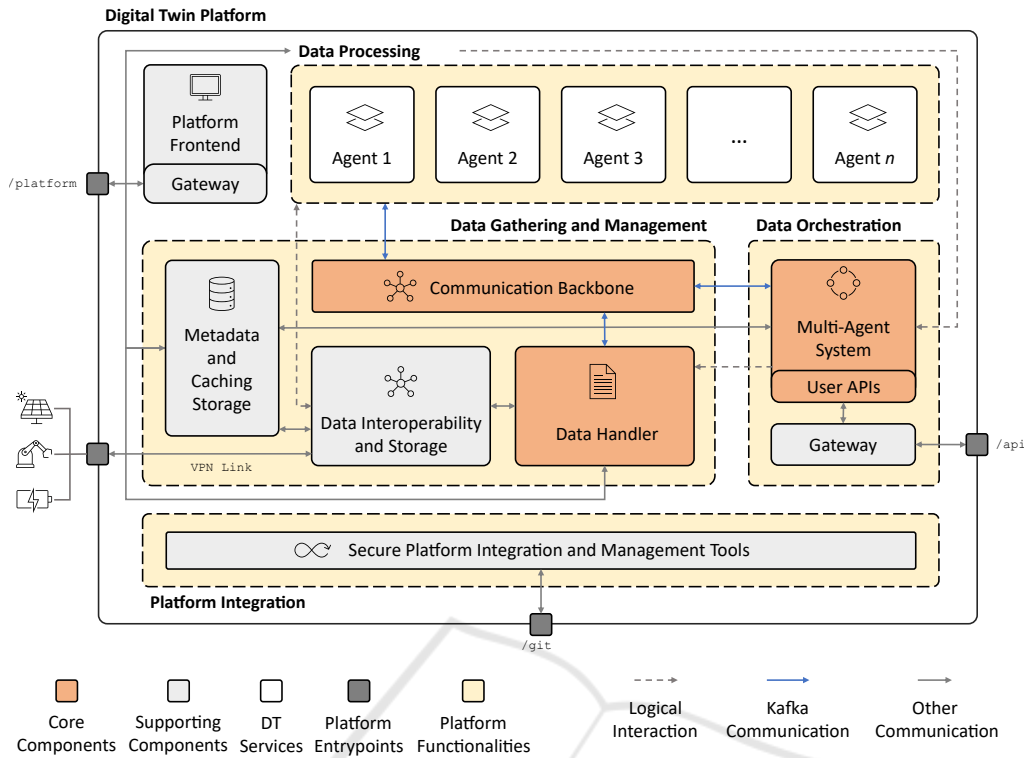 Digital Twin Platform
Data Processing
Platform
Frontend
Gateway
Agent 1
Agent 2
Agent 3
...
Agent n
/platform
Data Gathering and Management
Data Orchestration
Communication Backbone
Metadata
and
Caching
Storage
Multi-Agent
System
User APIs
Data Interoperability
and Storage
Data Handler
Gateway
/api
VPN Link
Secure Platform Integration and Management Tools
Platform Integration
/git
Core
Components
Supporting
Components
DT
Services
Platform
Entrypoints
Platform
Functionalities
Logical
Interaction
Kafka
Communication
Other
Communication